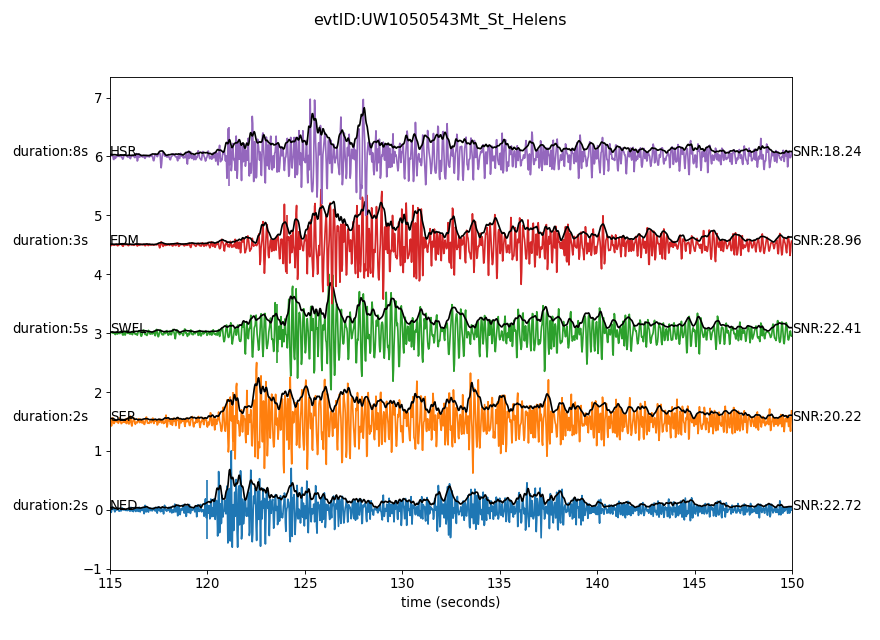 evtID:UW1050543Mt_St_Helens
7
duration:8s HSR SNR:18.24
6
5
duration:3s EDM SNR:28.96
4
duration:5s SWFL SNR:22.41
3
2
duration:2s SEP SNR:20.22
1
duration:2s NED SNR:22.72
0
−1
115 120 125 130 135 140 145 150
time (seconds)